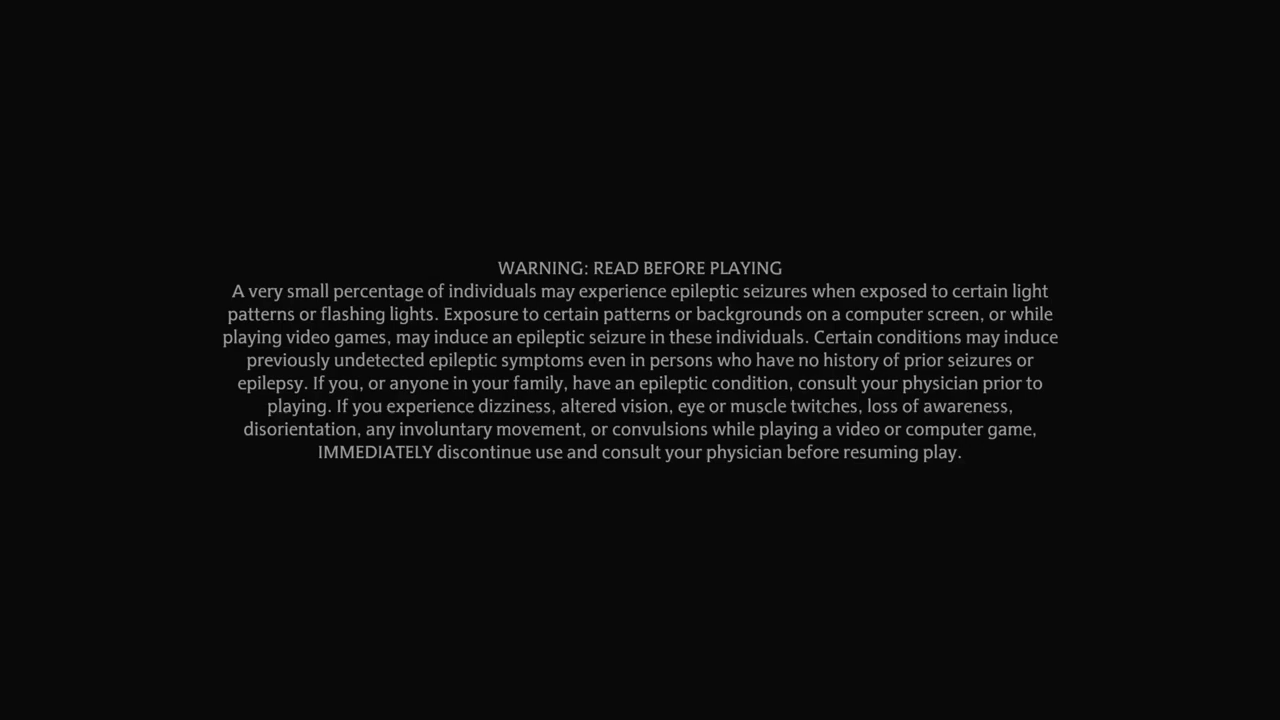 WARNING: READ BEFORE PLAYING
A very small percentage of individuals may experience epileptic seizures when exposed to certain light
patterns or flashing lights. Exposure to certain patterns or backgrounds on a computer screen, or while
playing video games, may induce an epileptic seizure in these individuals. Certain conditions may induce
previously undetected epileptic symptoms even in persons who have no history of prior seizures or
epilepsy. If you, or anyone in your family, have an epileptic condition, consult your physician prior to
playing. If you experience dizziness, altered vision, eye or muscle twitches, loss of awareness,
disorientation, any involuntary movement, or convulsions while playing a video or computer game,
IMMEDIATELY discontinue use and consult your physician before resuming play.